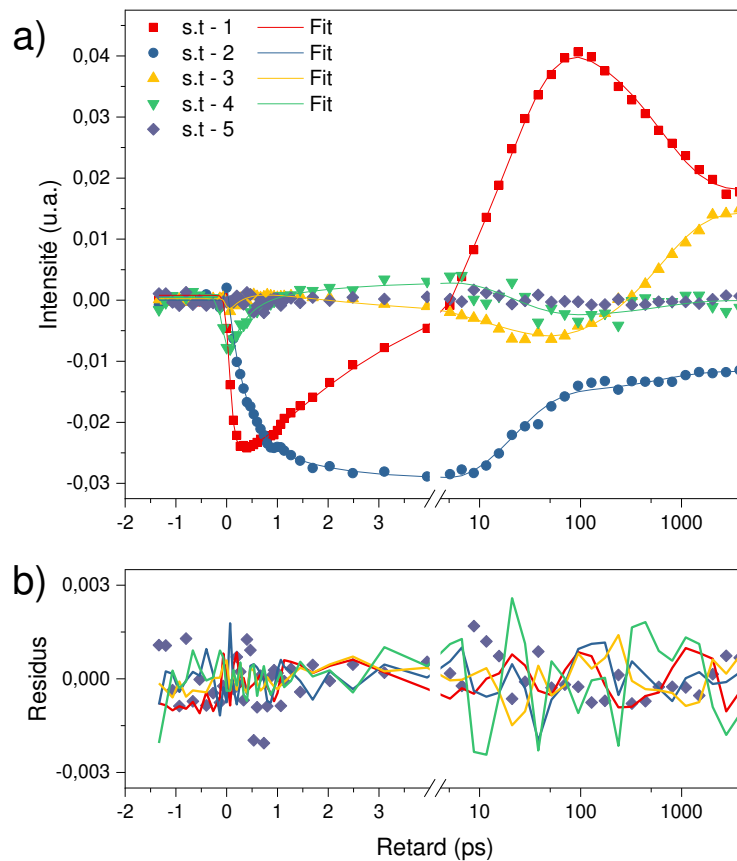 a)
s.t - 1 Fit
s.t - 2 Fit
s.t - 3 Fit
s.t - 4 Fit
s.t - 5
Intensité (u.a.)
0,04
0,03
0,02
0,01
0,00
-0,01
-0,02
-0,03
-2 -1 0 1 2 3 10 100 1000
b)
Residus
0,003
0,000
-0,003
-2 -1 0 1 2 3 10 100 1000
Retard (ps)